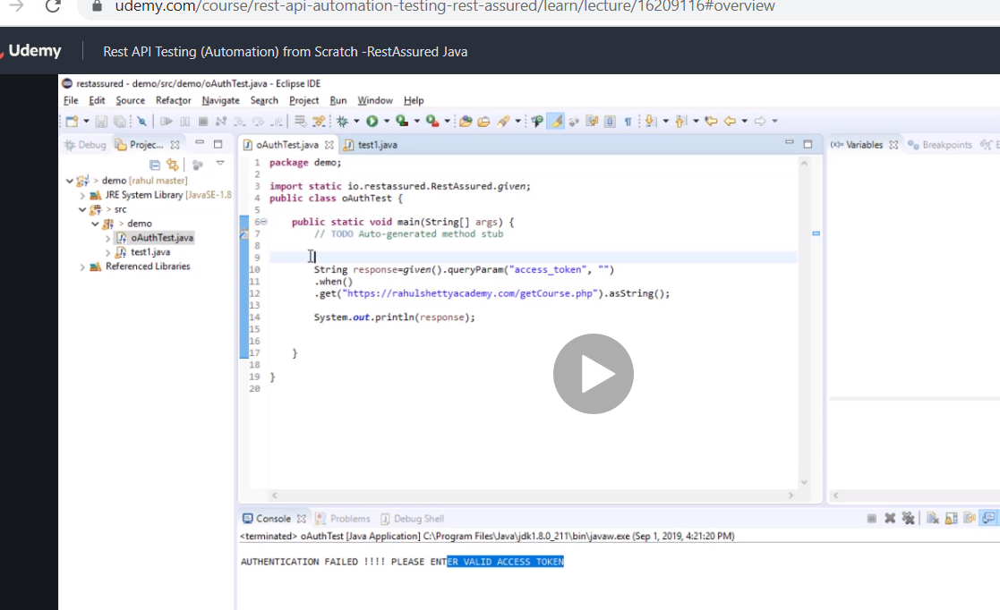 udemy.com/course/rest-api-automation-testing-rest-assured/learn/lecture/16209116#overview
Udemy Rest API Testing (Automation) from Scratch -RestAssured Java
restassured - demo/src/demo/oAuthTest.java - Eclipse IDE
File Edit Source Refactor Navigate Search Project Run Window Help
Debug Projec... oAuthTest.java test1.java (x)= Variables Breakpoints
demo [rahul master]
JRE System Library [JavaSE-1.8
src
demo
oAuthTest.java
test1.java
Referenced Libraries
1 package demo;
2
3 import static io.restassured.RestAssured.given;
4 public class oAuthTest {
5
6 public static void main(String[] args) {
7 // TODO Auto-generated method stub
8
9
10 String response=given().queryParam("access_token", "")
11 .when()
12 .get("https://rahulshettyacademy.com/getCourse.php").asString();
13
14 System.out.println(response);
15
16
17 }
18
19 }
20
Console Problems Debug Shell
<terminated> oAuthTest [Java Application] C:\Program Files\Java\jdk1.8.0_211\bin\javaw.exe (Sep 1, 2019, 4:21:20 PM)
AUTHENTICATION FAILED !!!! PLEASE ENTER VALID ACCESS TOKEN